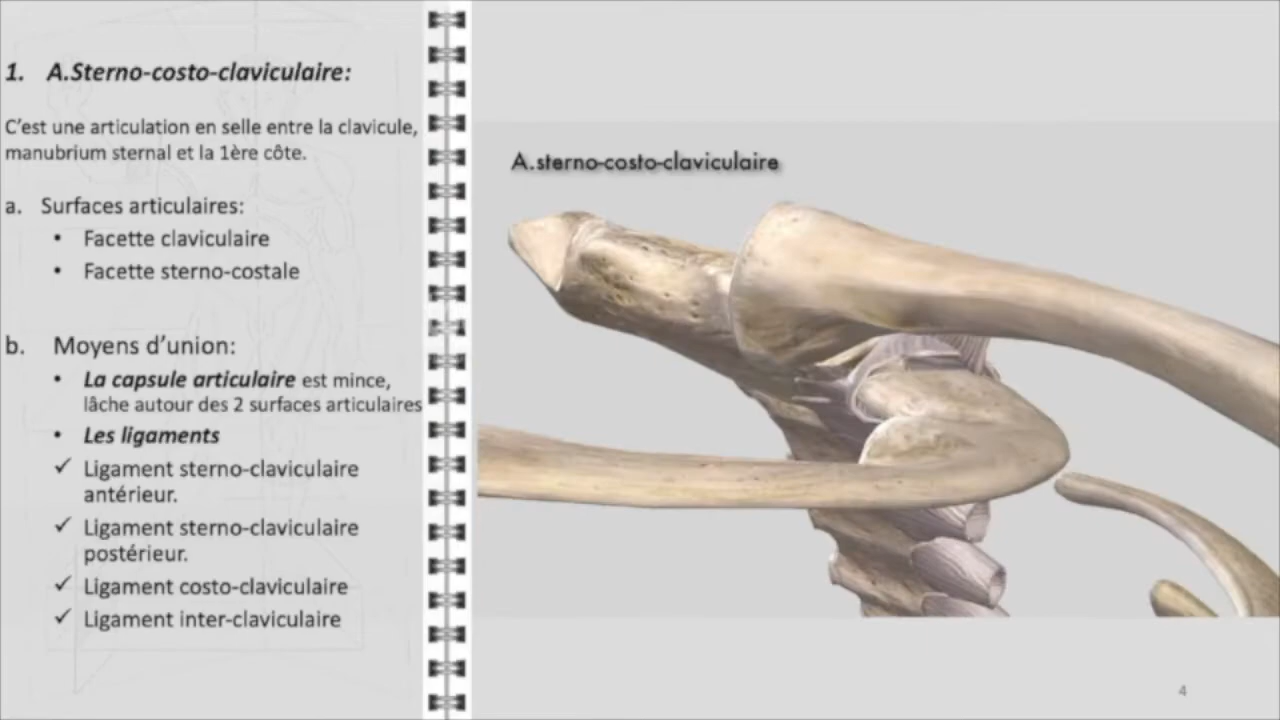 1. A.Sterno-costo-claviculaire:
C'est une articulation en selle entre la clavicule,
manubrium sternal et la 1ère côte.
a. Surfaces articulaires:
• Facette claviculaire
• Facette sterno-costale
b. Moyens d'union:
• La capsule articulaire est mince,
lâche autour des 2 surfaces articulaires
• Les ligaments
✓ Ligament sterno-claviculaire
antérieur.
✓ Ligament sterno-claviculaire
postérieur.
✓ Ligament costo-claviculaire
✓ Ligament inter-claviculaire
A.sterno-costo-claviculaire
4